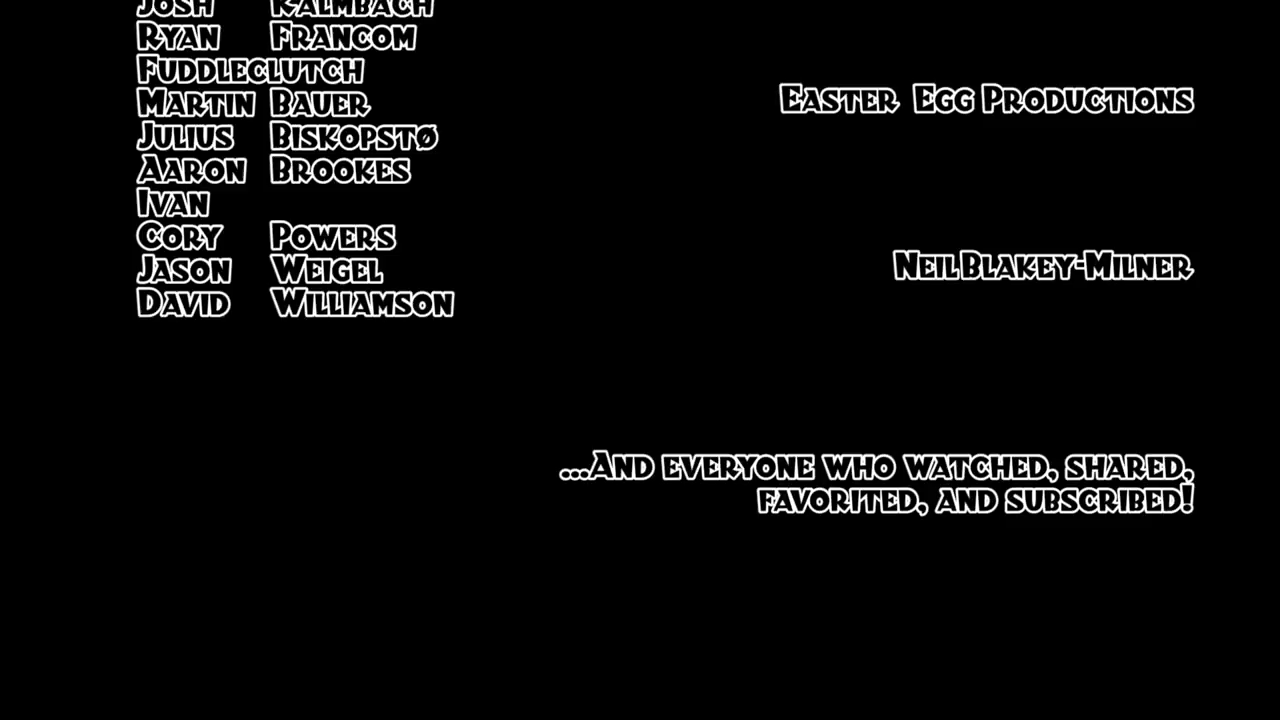 Josh Kalmbach
Ryan Francom
Fuddleclutch
Martin Bauer
Julius Biskopstø
Aaron Brookes
Ivan
Cory Powers
Jason Weigel
David Williamson
Easter Egg Productions
Neil Blakey-Milner
...And everyone who watched, shared,
favorited, and subscribed!